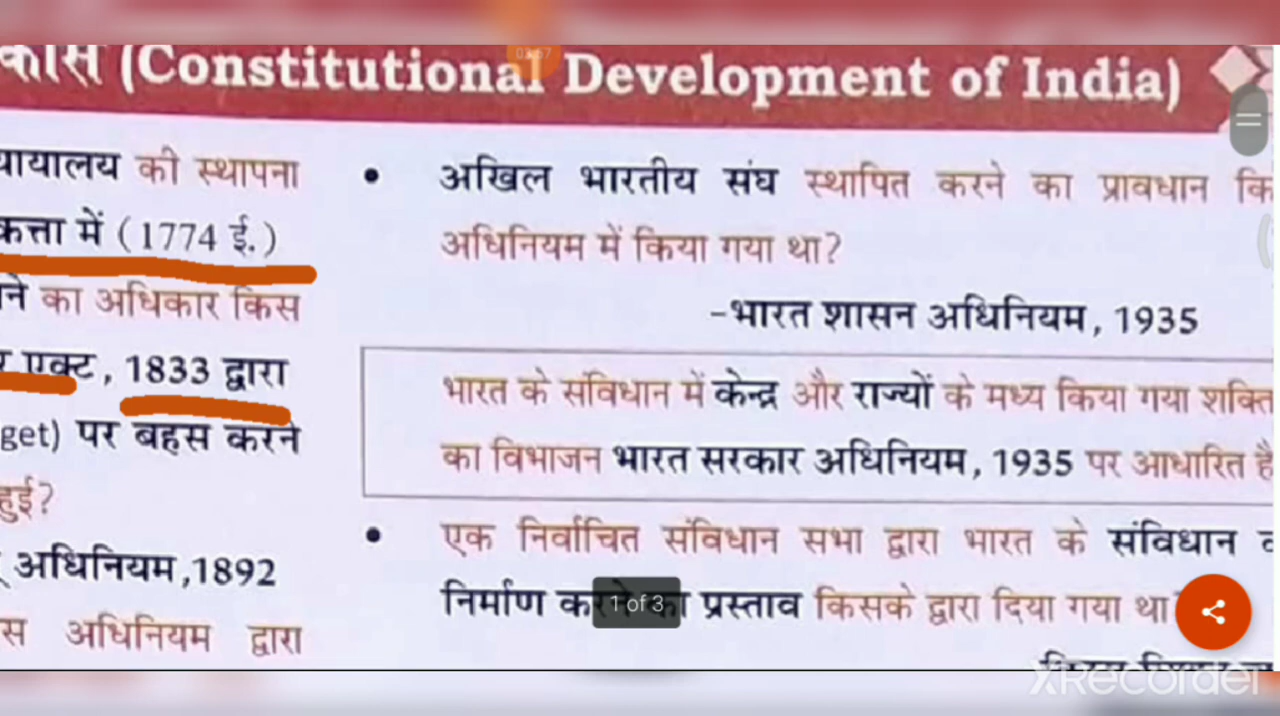 (Constitutional Development of India)
03:57
की स्थापना
में (1774 ई.)
का अधिकार किस
एक्ट, 1833 द्वारा
get) पर बहस करने
हुई?
अधिनियम,1892
अधिनियम द्वारा
• अखिल भारतीय संघ स्थापित करने का प्रावधान
अधिनियम में किया गया था?
-भारत शासन अधिनियम, 1935
भारत के संविधान में केन्द्र और राज्यों के मध्य किया गया शक्ति
का विभाजन भारत सरकार अधिनियम, 1935 पर आधारित है
• एक निर्वाचित संविधान सभा द्वारा भारत के संविधान
निर्माण प्रस्ताव किसके द्वारा दिया गया था
1 of 3
XRecorder